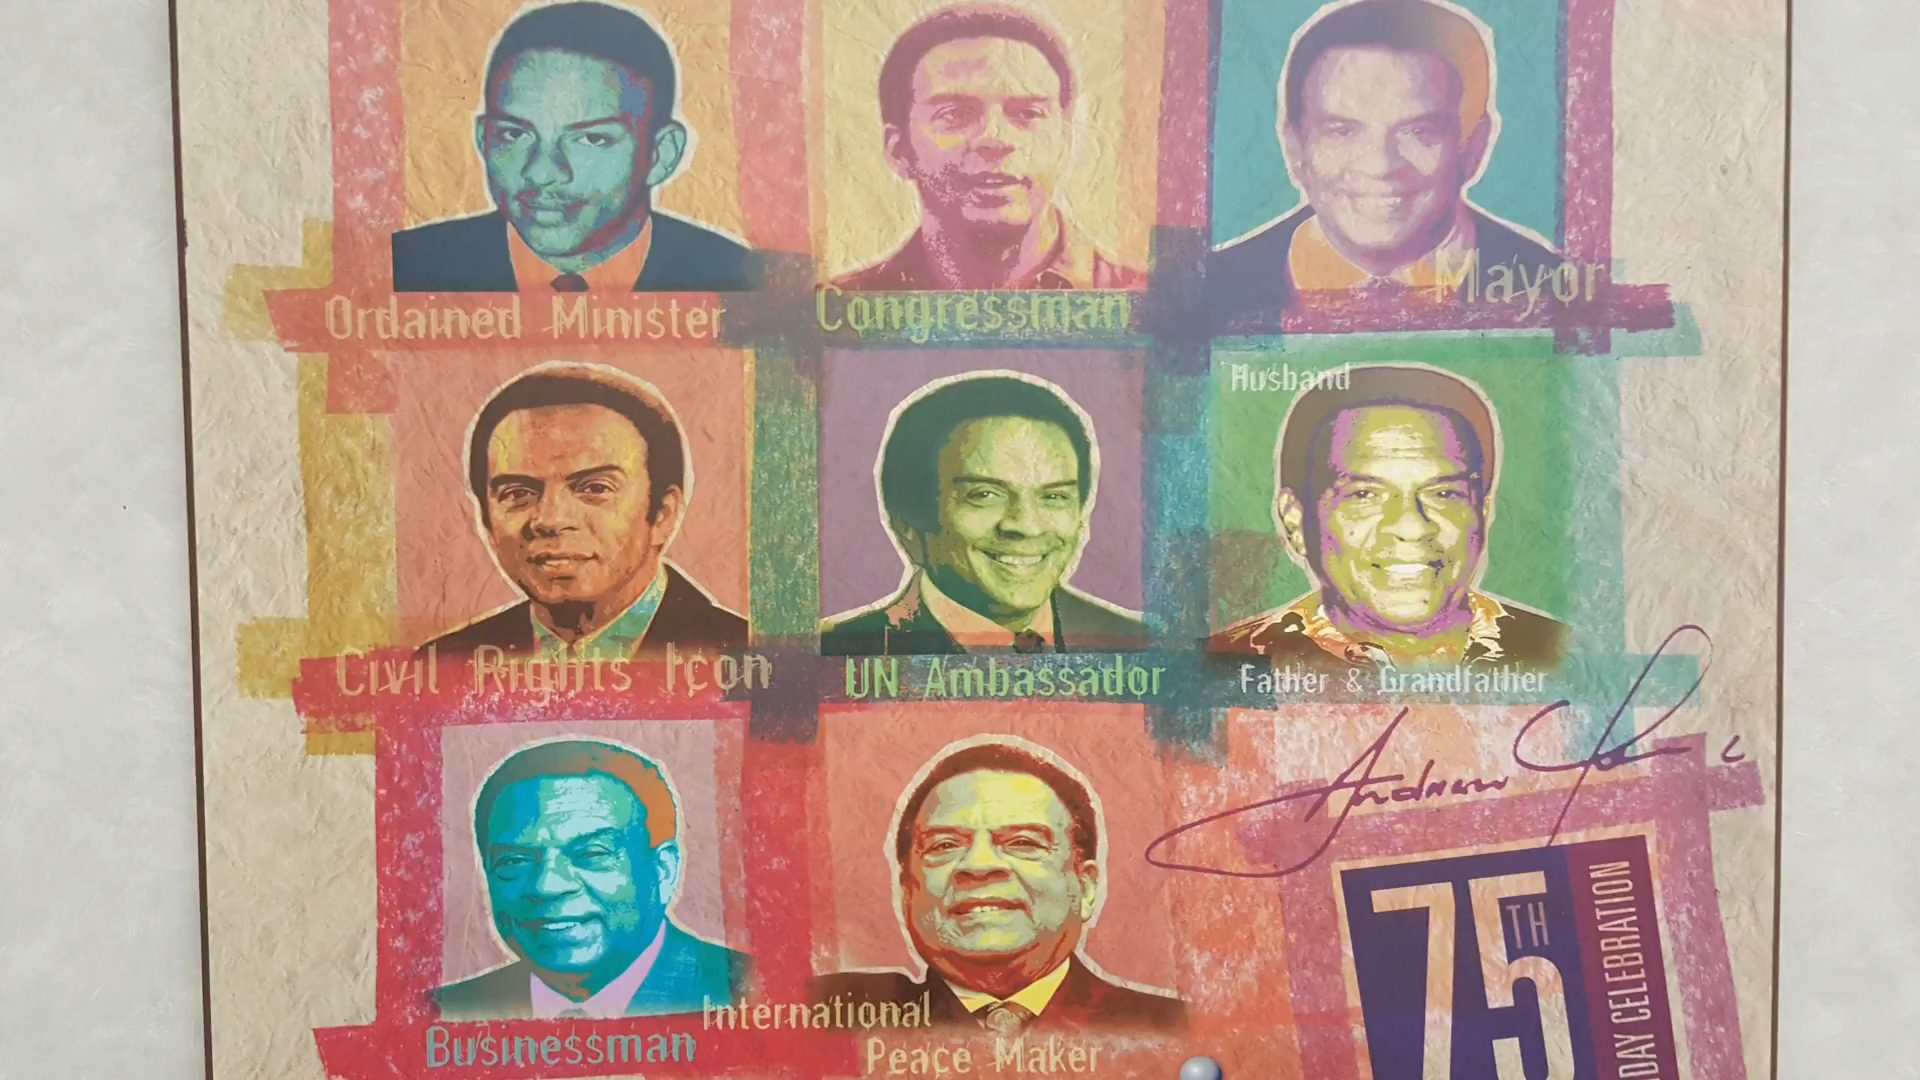 Ordained Minister
Congressman
Mayor
Civil Rights Icon
UN Ambassador
Husband
Father & Grandfather
Andrew
Businessman
International
Peace Maker
75TH
DAY CELEBRATION